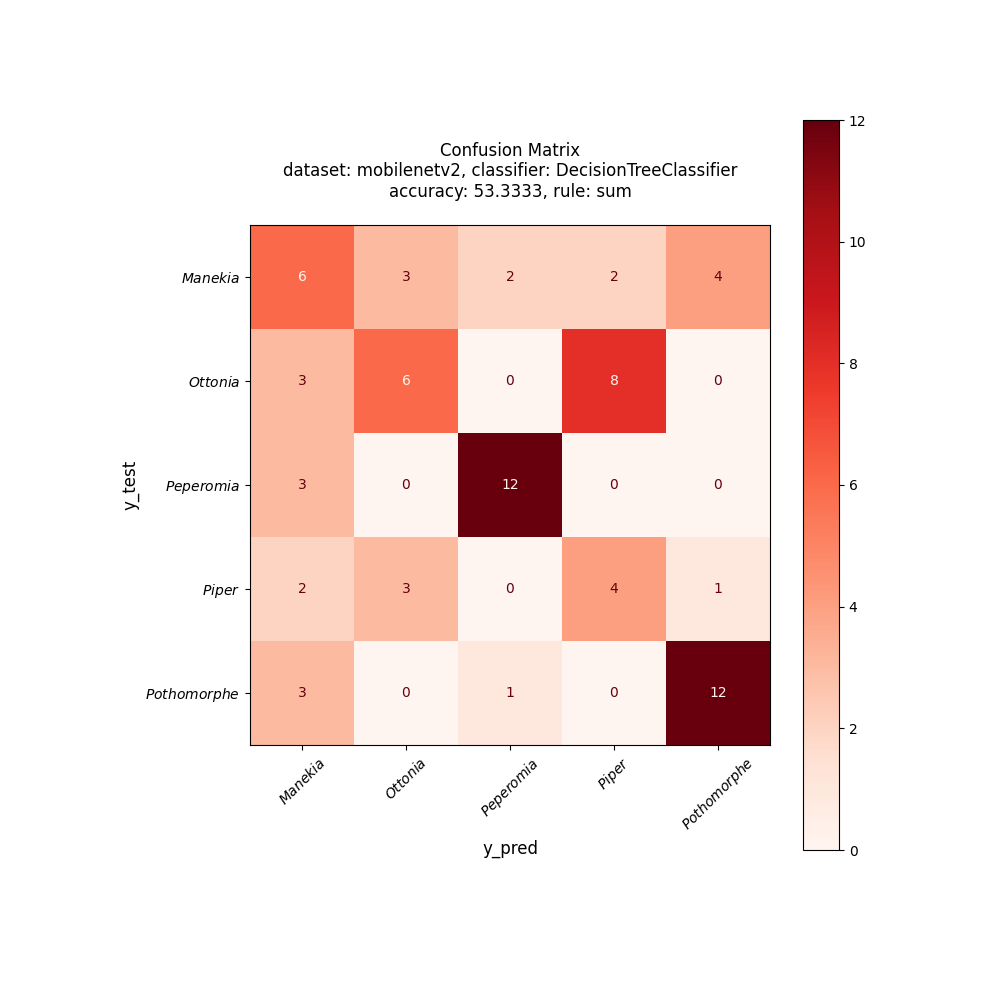 Confusion Matrix
dataset: mobilenetv2, classifier: DecisionTreeClassifier
accuracy: 53.3333, rule: sum
12
10
8
6
4
2
0
y_test
Manekia 6 3 2 2 4
Ottonia 3 6 0 8 0
Peperomia 3 0 12 0 0
Piper 2 3 0 4 1
Pothomorphe 3 0 1 0 12
Manekia Ottonia Peperomia Piper Pothomorphe
y_pred